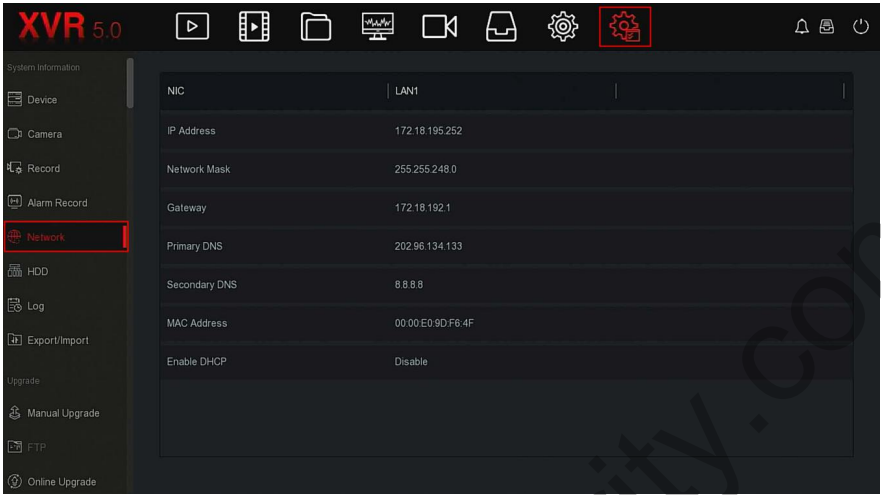 XVR 5.0
System Information
Device
Camera
Record
Alarm Record
Network
HDD
Log
Export/Import
Upgrade
Manual Upgrade
FTP
Online Upgrade
NIC LAN1
IP Address 172.18.195.252
Network Mask 255.255.248.0
Gateway 172.18.192.1
Primary DNS 202.96.134.133
Secondary DNS 8.8.8.8
MAC Address 00:00:E0:9D:F6:4F
Enable DHCP Disable
ity.com